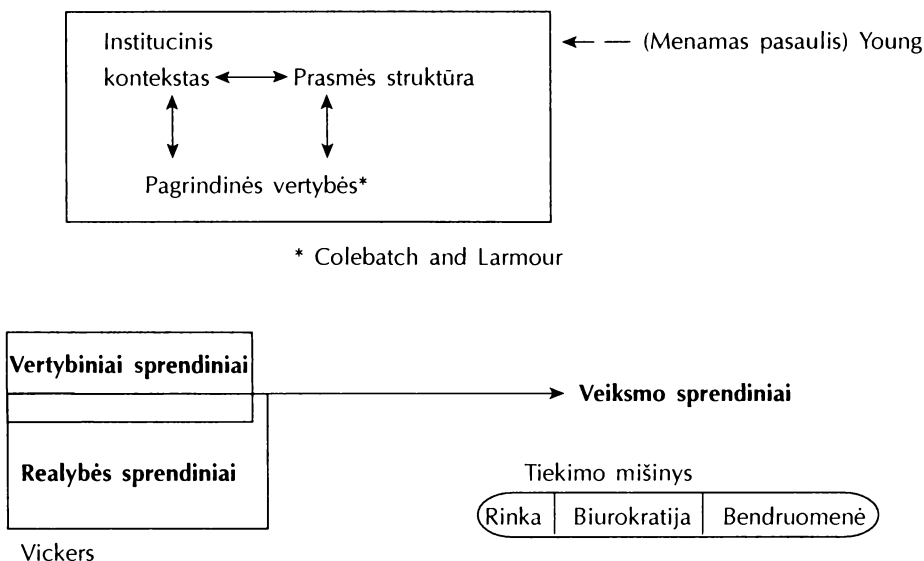 Institucinis
kontekstas Prasmės struktūra
(Menamas pasaulis) Young
Pagrindinės vertybės*
* Colebatch and Larmour
Vertybiniai sprendiniai
Veiksmo sprendiniai
Realybės sprendiniai
Tiekimo mišinys
Rinka Biurokratija Bendruomenė
Vickers